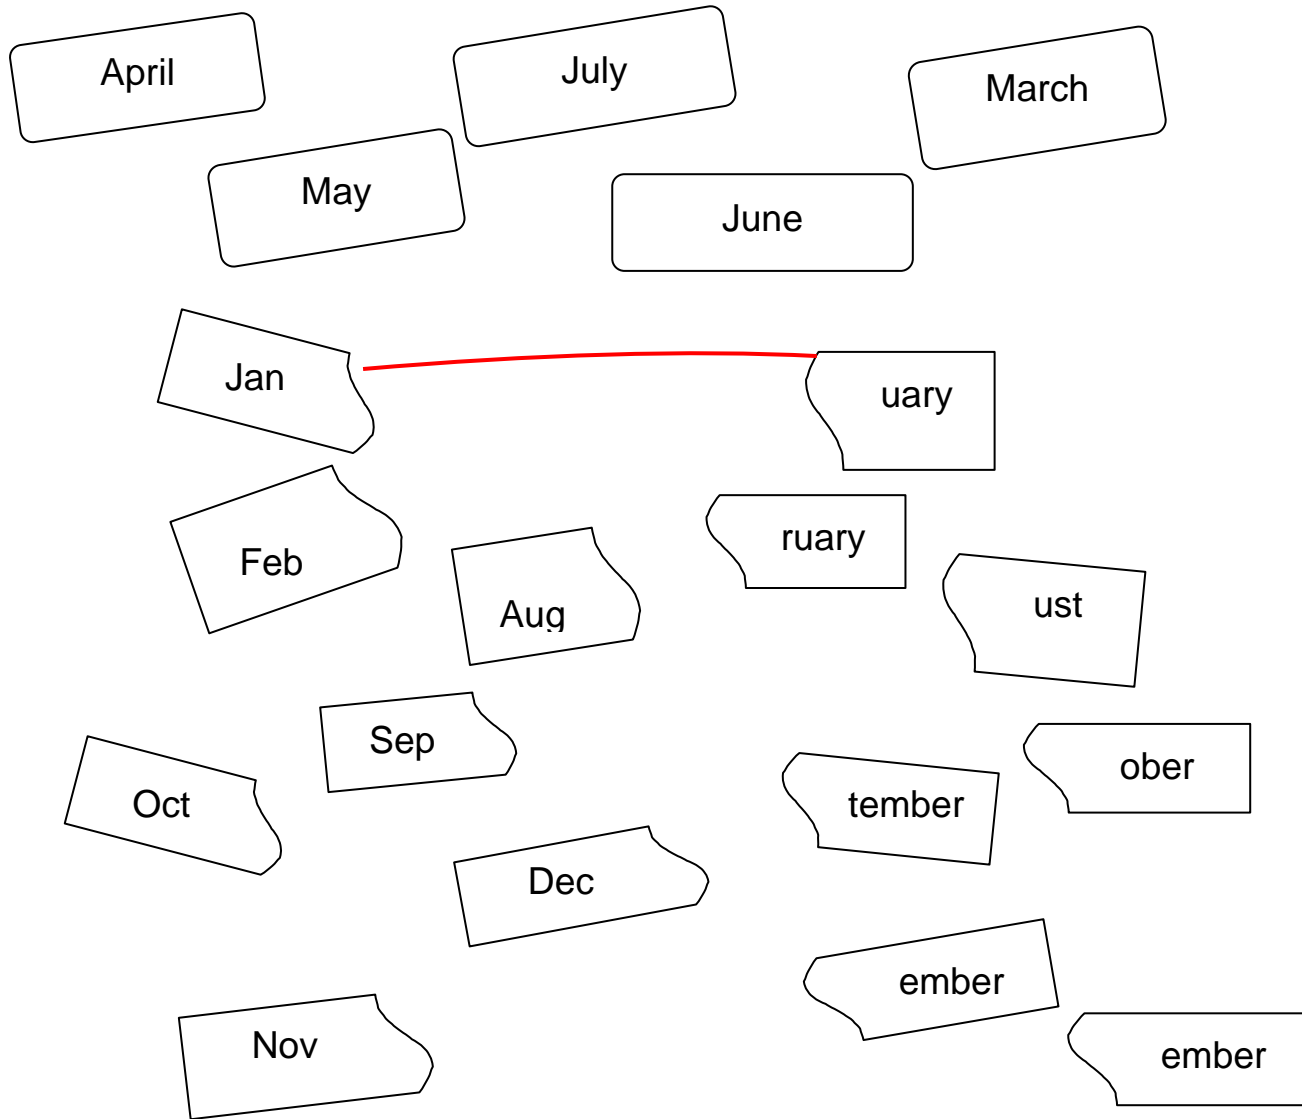 April
July
March
May
June
Jan
uary
Feb
ruary
Aug
ust
Sep
tember
Oct
ober
Dec
ember
Nov
ember